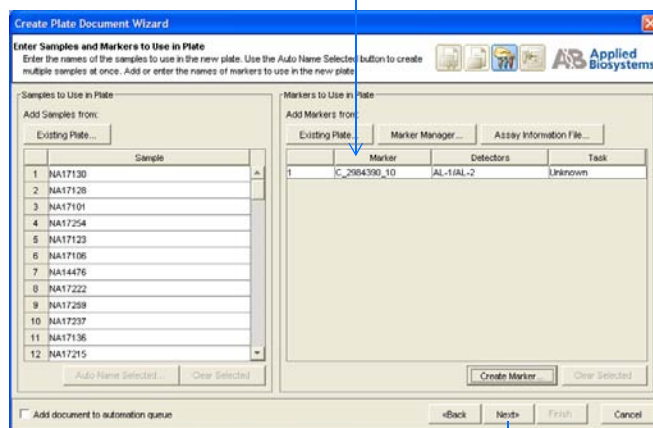 Create Plate Document Wizard
Enter Samples and Markers to Use in Plate
Enter the names of the samples to use in the new plate. Use the Auto Name Selected button to create
multiple samples at once. Add or enter the names of markers to use in the new plate
AB Applied
Biosystems
Samples to Use in Plate
Add Samples from:
Existing Plate...
Sample
1 NA17130
2 NA17128
3 NA17101
4 NA17254
5 NA17123
6 NA17106
7 NA14476
8 NA17222
9 NA17259
10 NA17237
11 NA17136
12 NA17215
Auto Name Selected... Clear Selected
Markers to Use in Plate
Add Markers from:
Existing Plate... Marker Manager... Assay Information File...
Marker Detectors Task
1 C_2984390_10 AL-1/AL-2 Unknown
Create Marker... Clear Selected
Add document to automation queue
«Back Next» Finish Cancel